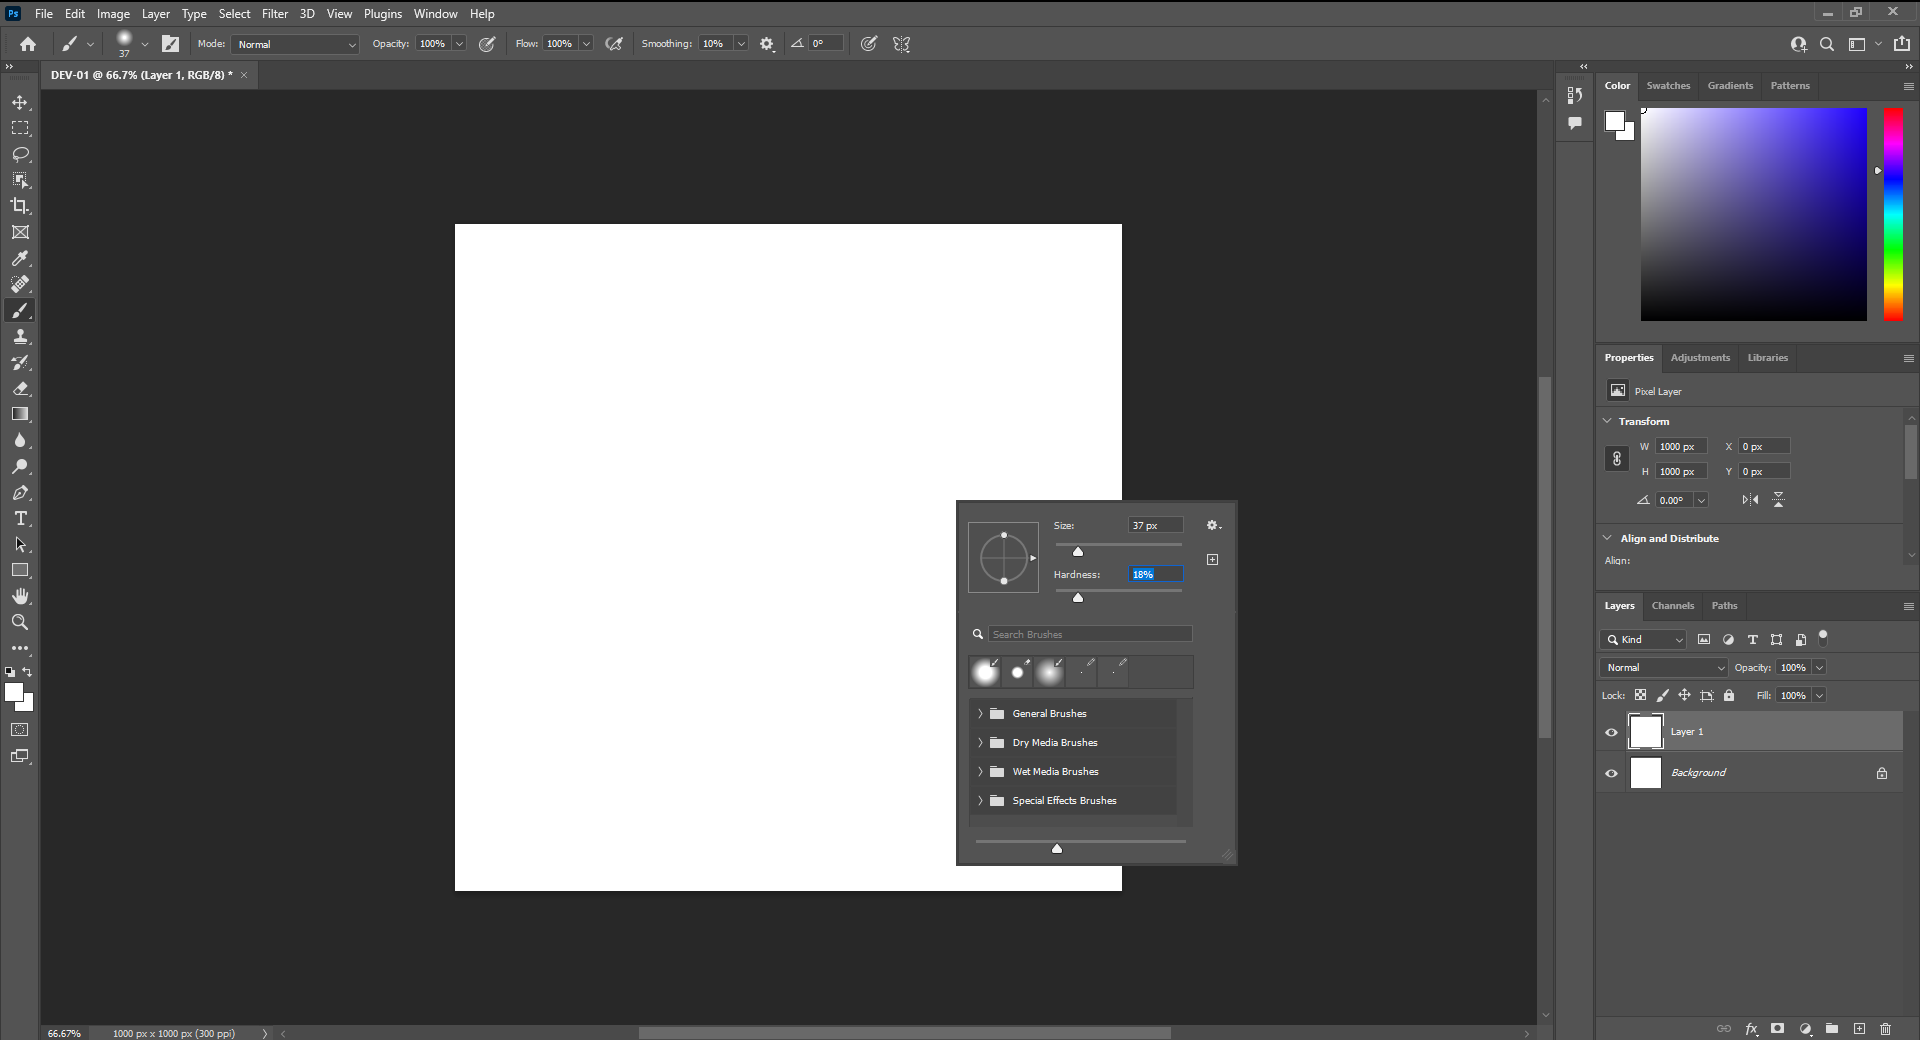 Ps File Edit Image Layer Type Select Filter 3D View Plugins Window Help
37 Mode: Normal Opacity: 100% Flow: 100% Smoothing: 10% 0°
DEV-01 @ 66.7% (Layer 1, RGB/8) *
Color Swatches Gradients Patterns
Properties Adjustments Libraries
Pixel Layer
Transform
W 1000 px X 0 px
H 1000 px Y 0 px
0.00°
Align and Distribute
Align:
Size: 37 px
Hardness: 18%
Search Brushes
General Brushes
Dry Media Brushes
Wet Media Brushes
Special Effects Brushes
Layers Channels Paths
Kind
Normal Opacity: 100%
Lock: Fill: 100%
Layer 1
Background
66.67% 1000 px x 1000 px (300 ppi)
fx